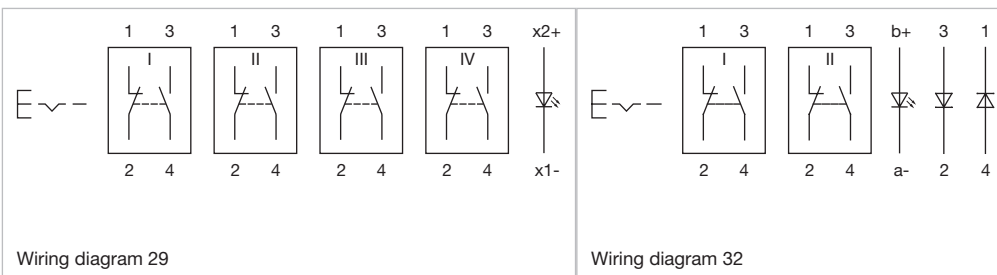 1 3 1 3 1 3 1 3 x2+
I II III IV
2 4 2 4 2 4 2 4 x1-
Wiring diagram 29
1 3 1 3 b+ 3 1
I II
2 4 2 4 a- 2 4
Wiring diagram 32